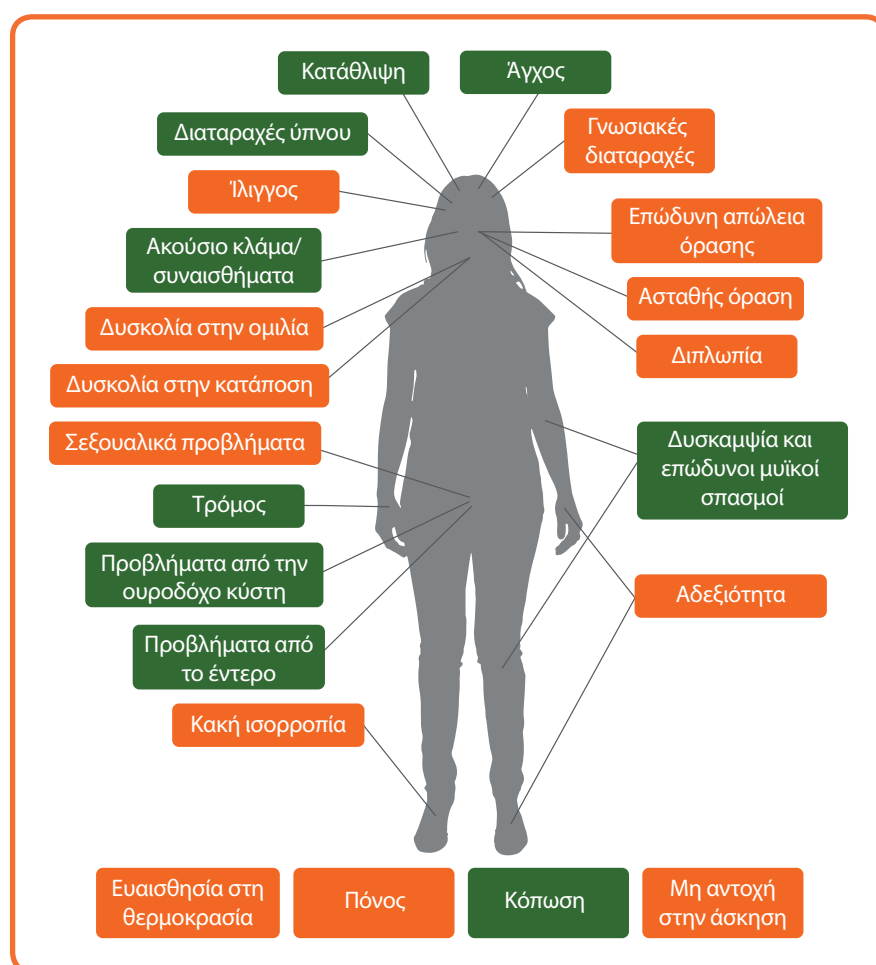 Κατάθλιψη
Άγχος
Διαταραχές ύπνου
Γνωσιακές
διαταραχές
Ίλιγγος
Επώδυνη απώλεια
όρασης
Ακούσιο κλάμα/
συναισθήματα
Ασταθής όραση
Δυσκολία στην ομιλία
Διπλωπία
Δυσκολία στην κατάποση
Σεξουαλικά προβλήματα
Δυσκαμψία και
επώδυνοι μυϊκοί
σπασμοί
Τρόμος
Προβλήματα από την
ουροδόχο κύστη
Αδεξιότητα
Προβλήματα από
το έντερο
Κακή ισορροπία
Ευαισθησία στη
θερμοκρασία
Πόνος
Κόπωση
Μη αντοχή
στην άσκηση